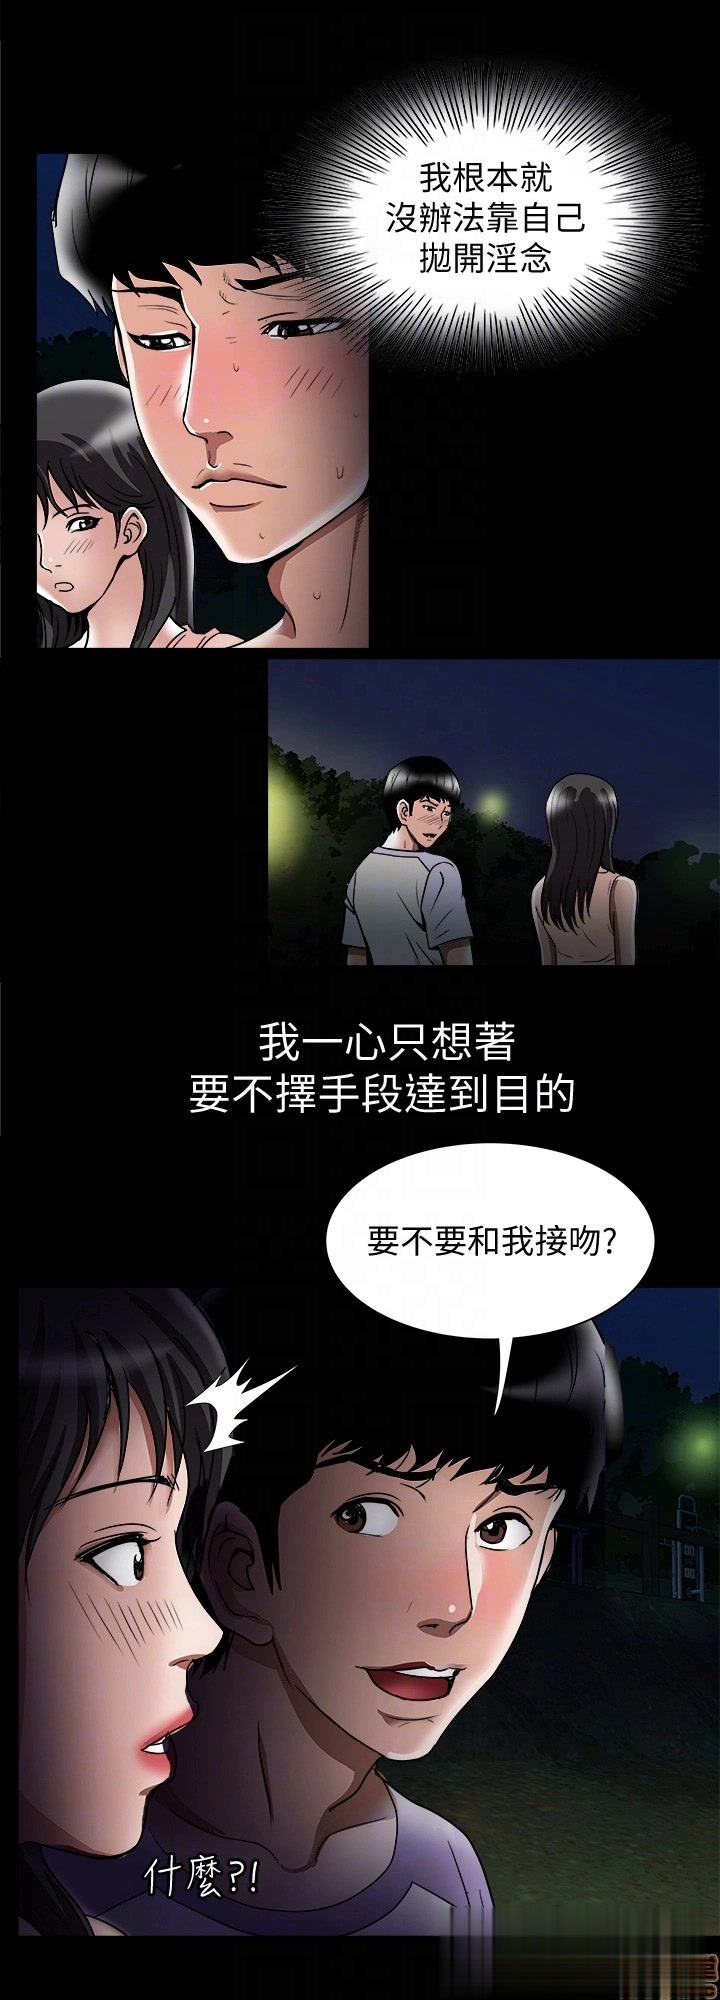 我根本就
沒辦法靠自己
拋開淫念
我一心只想著
要不擇手段達到目的
要不要和我接吻?
什麼?!